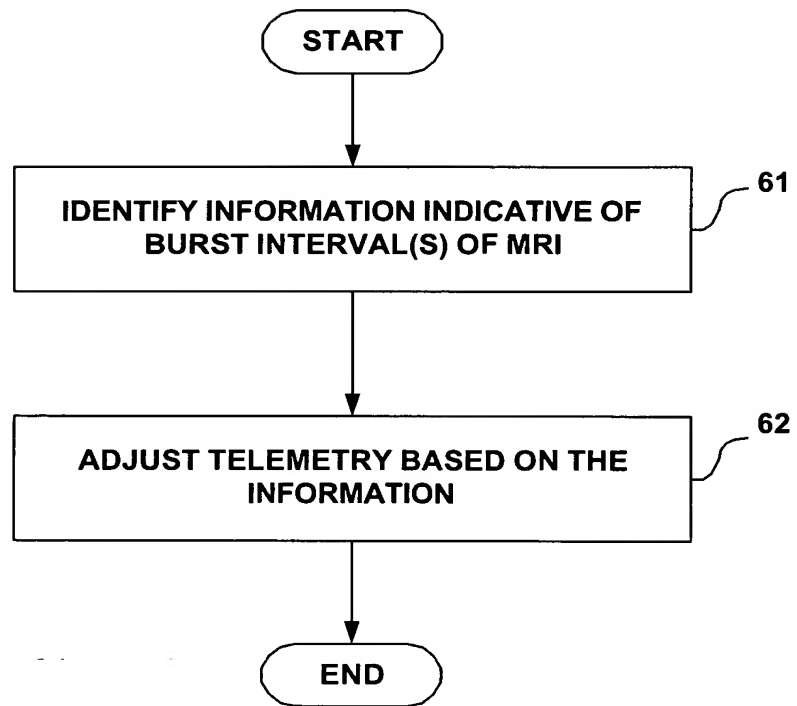 START
IDENTIFY INFORMATION INDICATIVE OF
BURST INTERVAL(S) OF MRI
61
ADJUST TELEMETRY BASED ON THE
INFORMATION
62
END